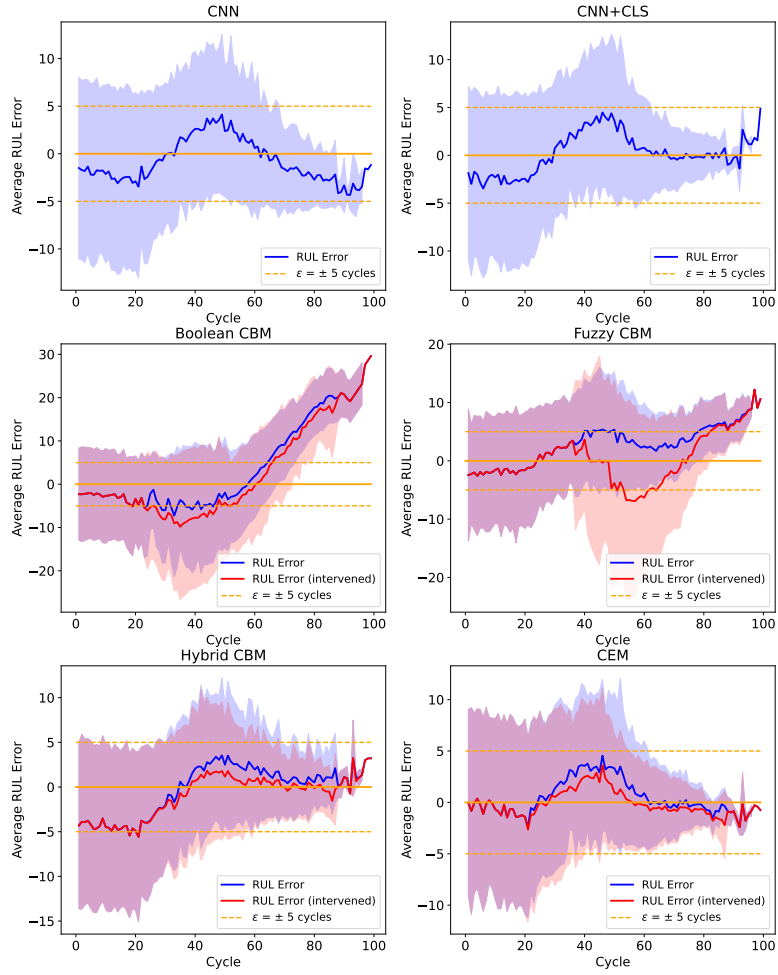 CNN
Average RUL Error
10
5
0
−5
−10
0 20 40 60 80 100
Cycle
RUL Error
ε = ± 5 cycles
CNN+CLS
Average RUL Error
10
5
0
−5
−10
0 20 40 60 80 100
Cycle
RUL Error
ε = ± 5 cycles
Boolean CBM
Average RUL Error
30
20
10
0
−10
−20
0 20 40 60 80 100
Cycle
RUL Error
RUL Error (intervened)
ε = ± 5 cycles
Fuzzy CBM
Average RUL Error
20
10
0
−10
−20
0 20 40 60 80 100
Cycle
RUL Error
RUL Error (intervened)
ε = ± 5 cycles
Hybrid CBM
Average RUL Error
10
5
0
−5
−10
−15
0 20 40 60 80 100
Cycle
RUL Error
RUL Error (intervened)
ε = ± 5 cycles
CEM
Average RUL Error
10
5
0
−5
−10
0 20 40 60 80 100
Cycle
RUL Error
RUL Error (intervened)
ε = ± 5 cycles